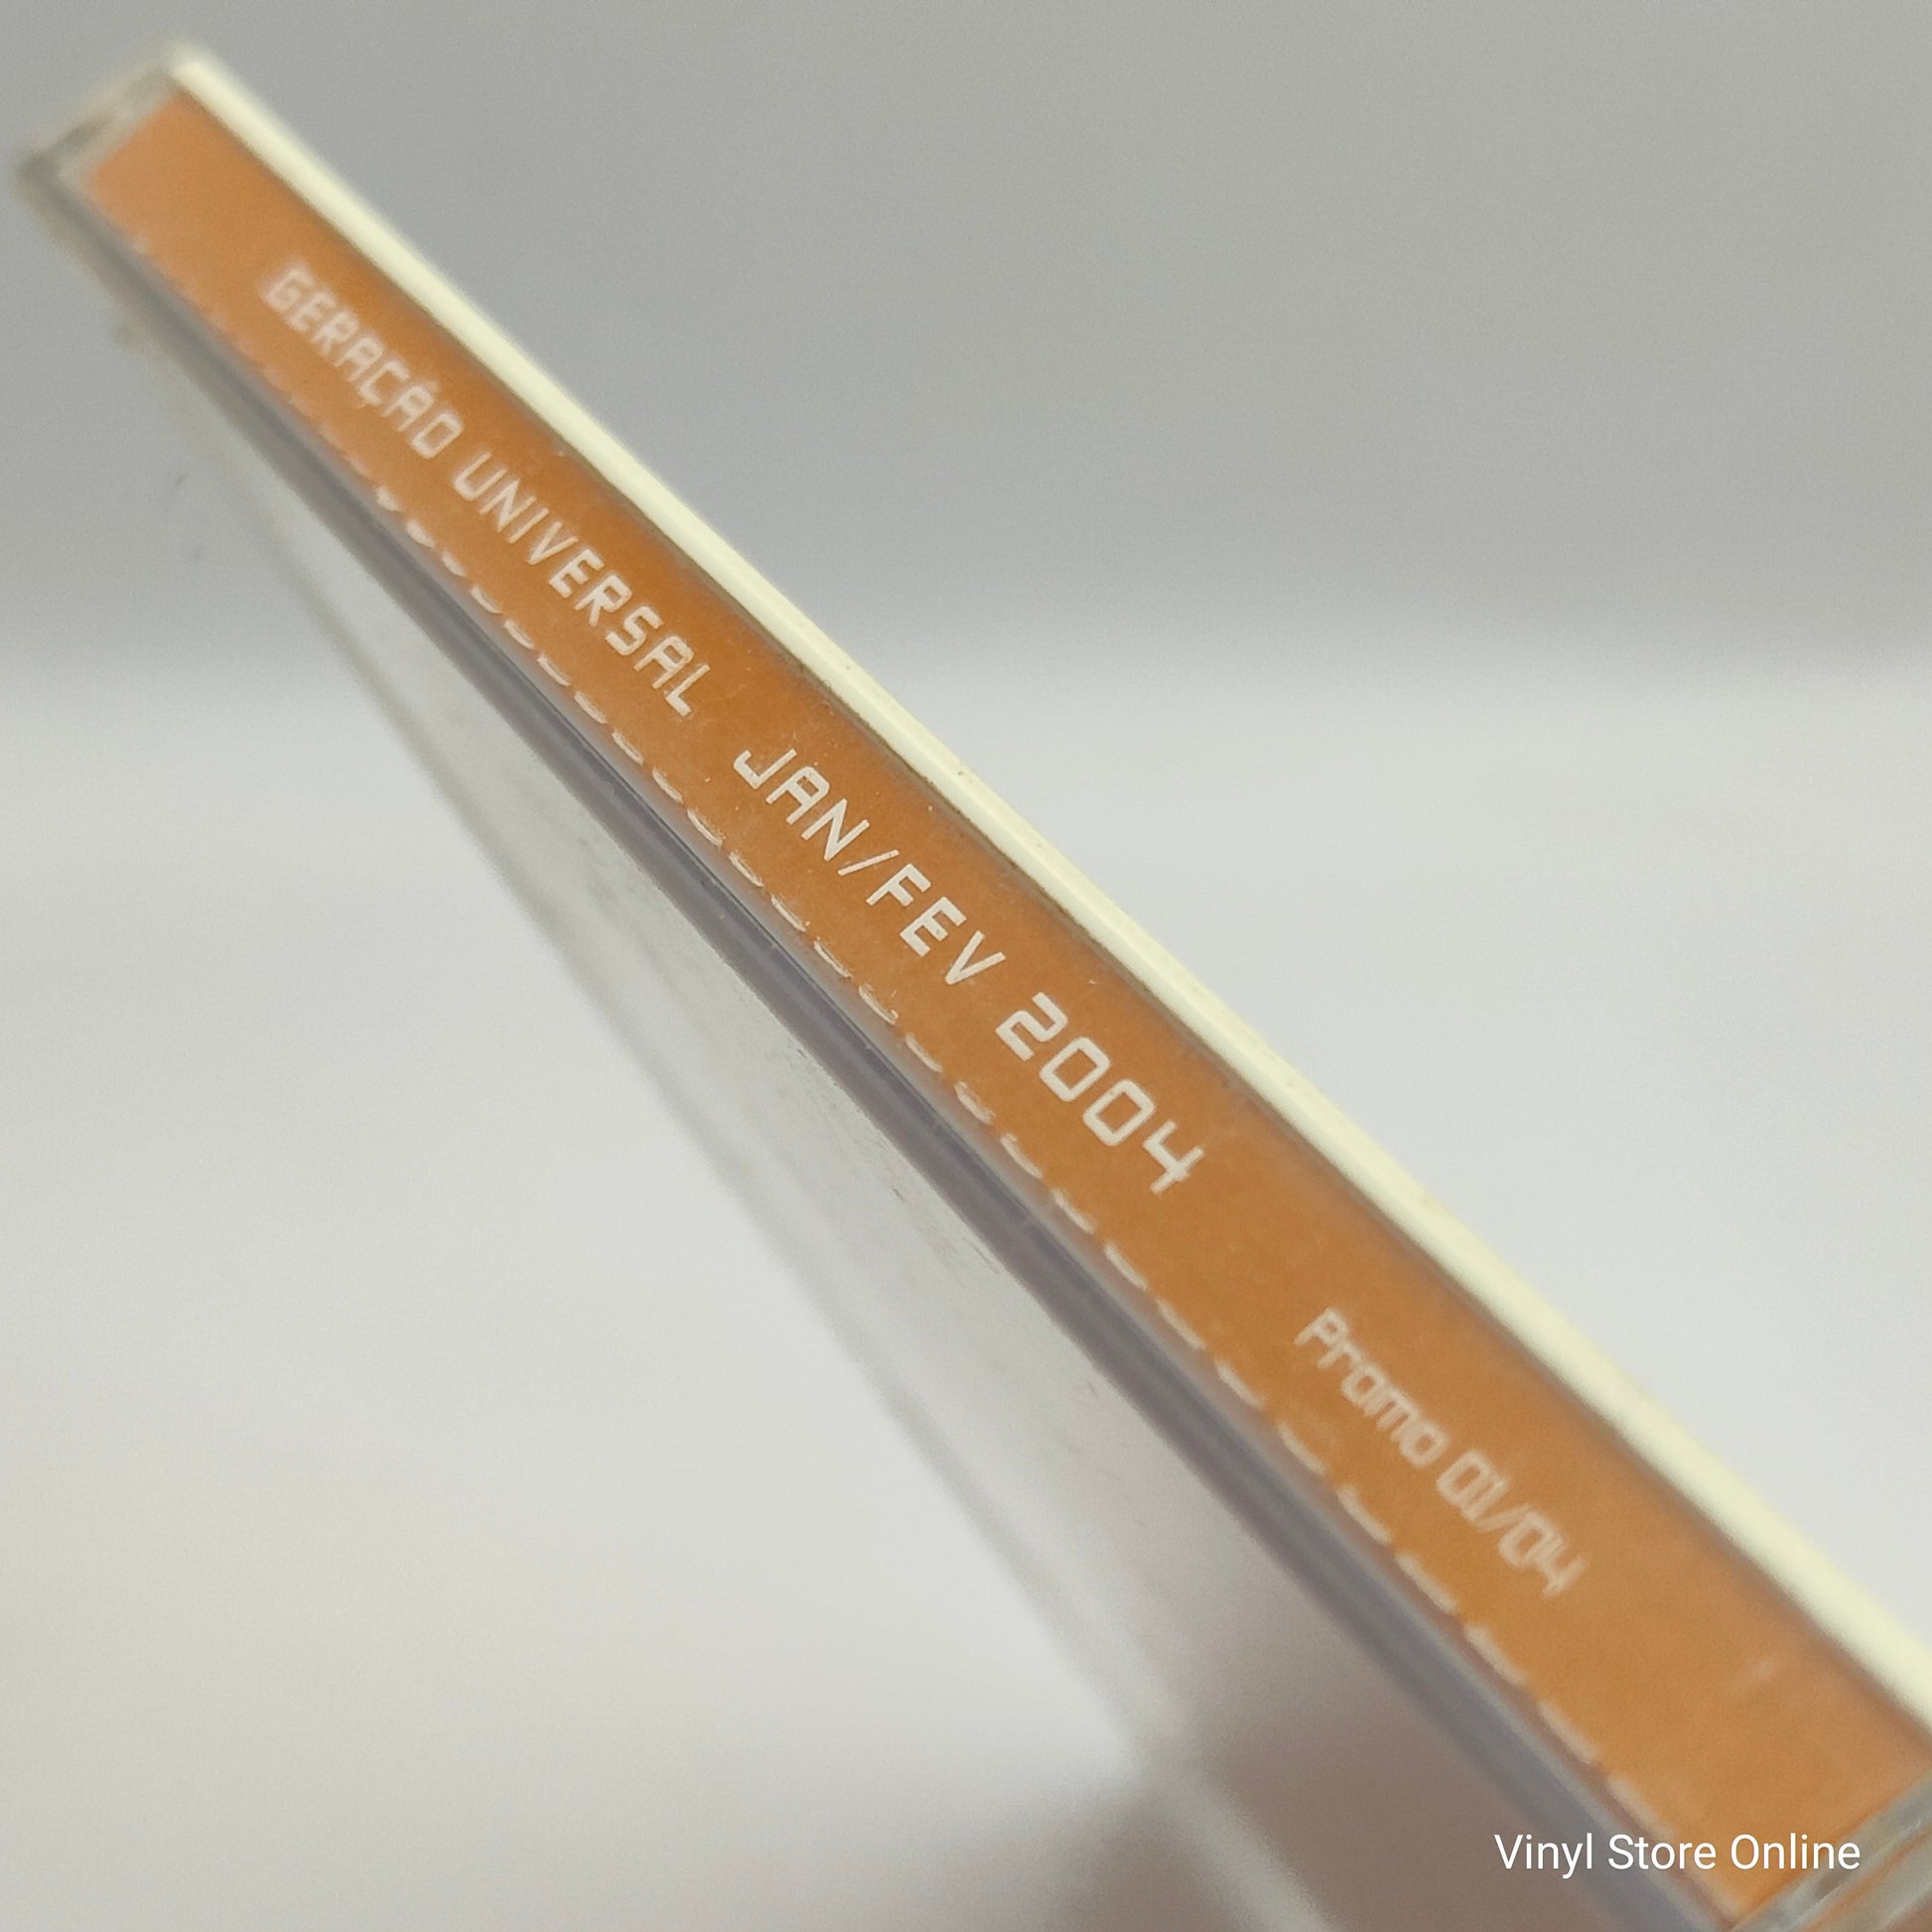 GERAÇÃO UNIVERSAL JAN/FEV 2004 Promo 01/04
Vinyl Store Online